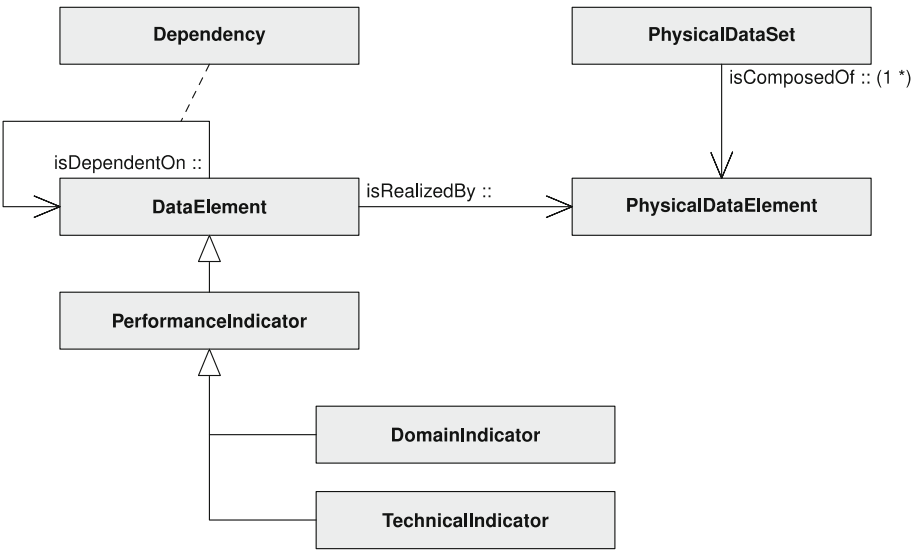 Dependency
PhysicalDataSet
isComposedOf :: (1 *)
isDependentOn ::
isRealizedBy ::
DataElement
PhysicalDataElement
PerformanceIndicator
DomainIndicator
TechnicalIndicator